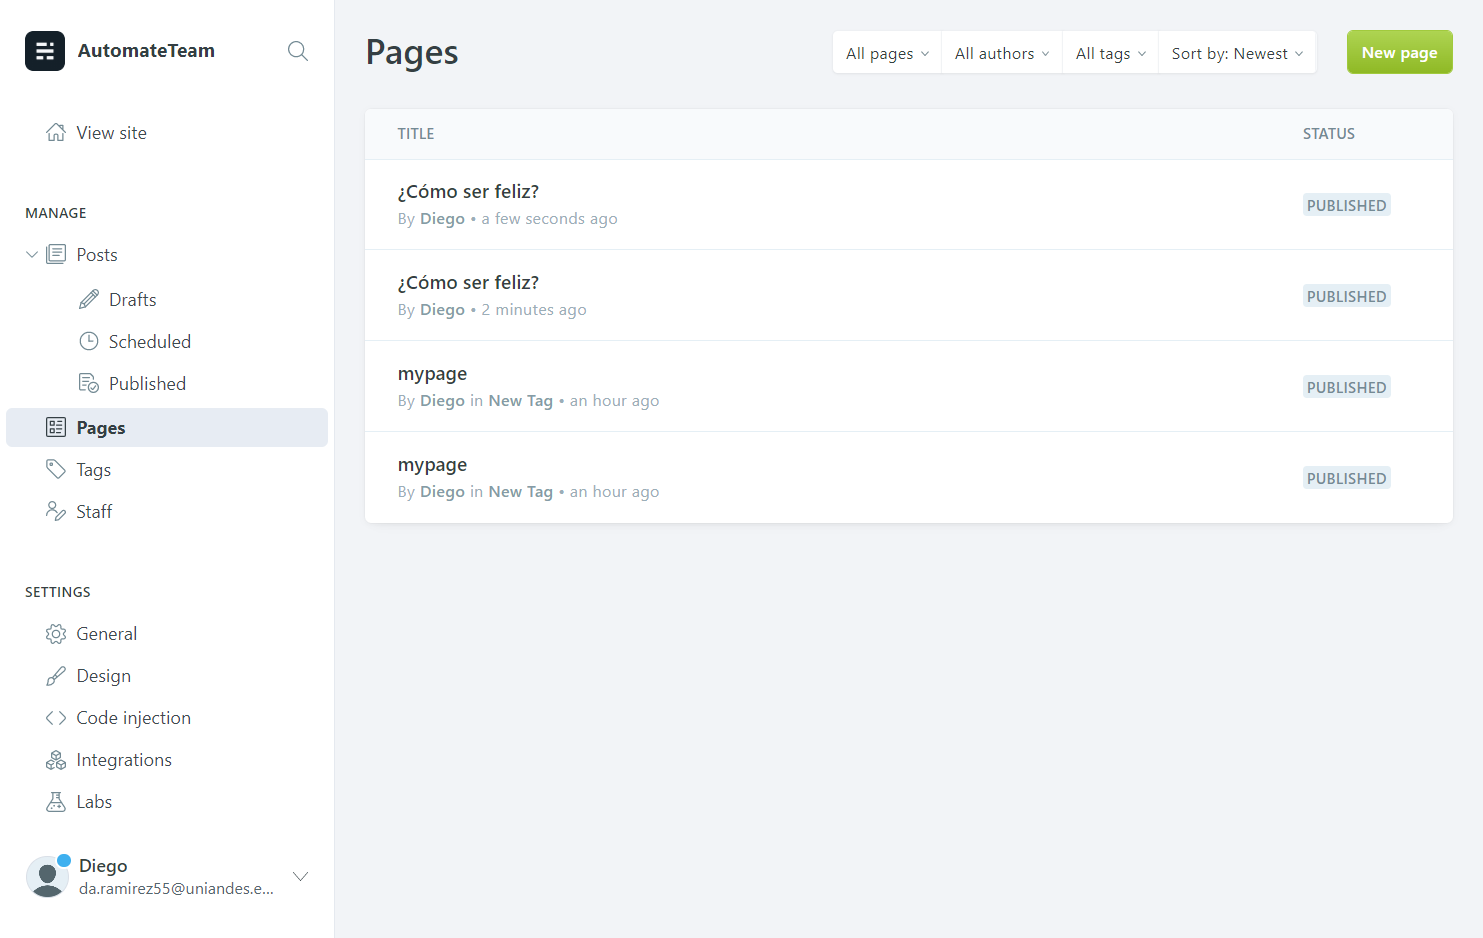 AutomateTeam
View site
MANAGE
Posts
Drafts
Scheduled
Published
Pages
Tags
Staff
SETTINGS
General
Design
Code injection
Integrations
Labs
Diego
da.ramirez55@uniandes.e...
Pages
All pages
All authors
All tags
Sort by: Newest
New page
TITLE
STATUS
¿Cómo ser feliz?
By Diego • a few seconds ago
PUBLISHED
¿Cómo ser feliz?
By Diego • 2 minutes ago
PUBLISHED
mypage
By Diego in New Tag • an hour ago
PUBLISHED
mypage
By Diego in New Tag • an hour ago
PUBLISHED